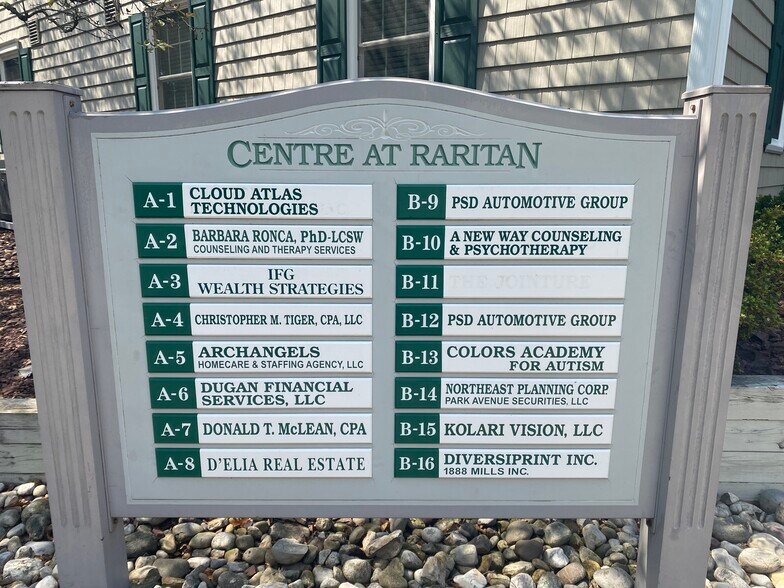 CENTRE AT RARITAN
A-1 CLOUD ATLAS
TECHNOLOGIES
A-2 BARBARA RONCA, PhD-LCSW
COUNSELING AND THERAPY SERVICES
A-3 IFG
WEALTH STRATEGIES
A-4 CHRISTOPHER M. TIGER, CPA, LLC
A-5 ARCHANGELS
HOMECARE & STAFFING AGENCY, LLC
A-6 DUGAN FINANCIAL
SERVICES, LLC
A-7 DONALD T. McLEAN, CPA
A-8 D'ELIA REAL ESTATE
B-9 PSD AUTOMOTIVE GROUP
B-10 A NEW WAY COUNSELING
& PSYCHOTHERAPY
B-11 THE JOINTURE
B-12 PSD AUTOMOTIVE GROUP
B-13 COLORS ACADEMY
FOR AUTISM
B-14 NORTHEAST PLANNING CORP.
PARK AVENUE SECURITIES, LLC
B-15 KOLARI VISION, LLC
B-16 DIVERSIPRINT INC.
1888 MILLS INC.